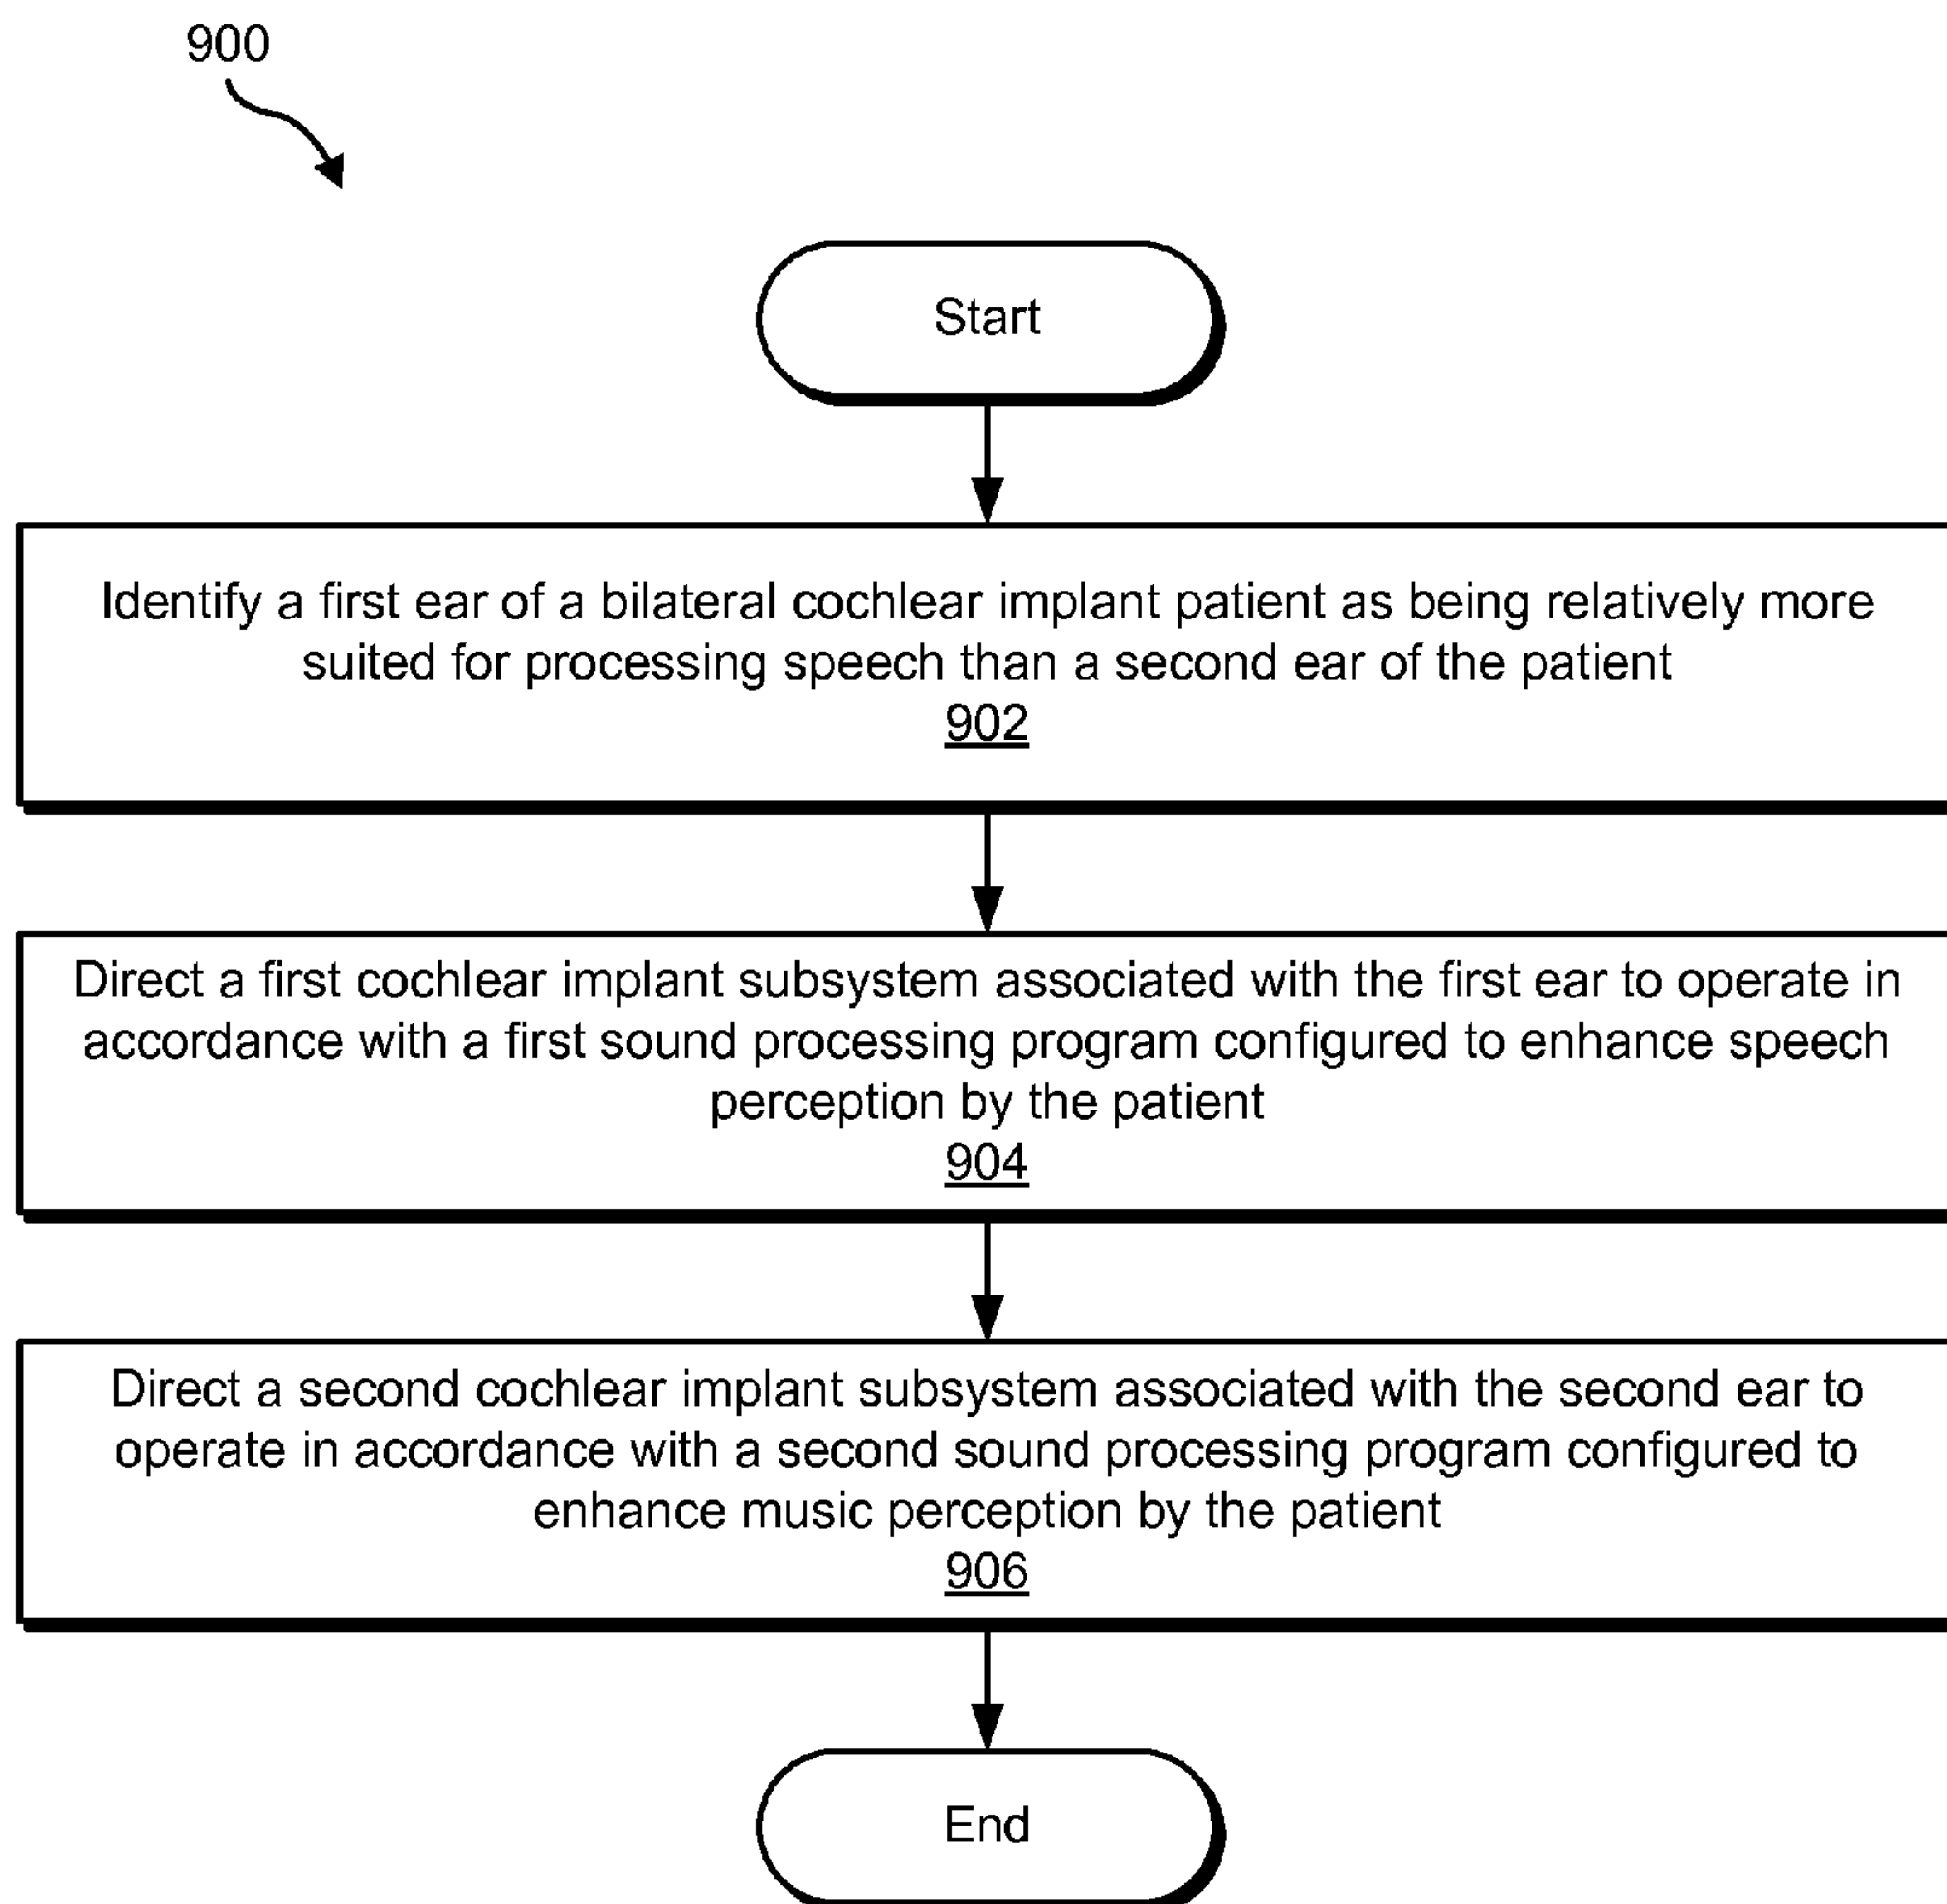 900
Start
Identify a first ear of a bilateral cochlear implant patient as being relatively more
suited for processing speech than a second ear of the patient
902
Direct a first cochlear implant subsystem associated with the first ear to operate in
accordance with a first sound processing program configured to enhance speech
perception by the patient
904
Direct a second cochlear implant subsystem associated with the second ear to
operate in accordance with a second sound processing program configured to
enhance music perception by the patient
906
End